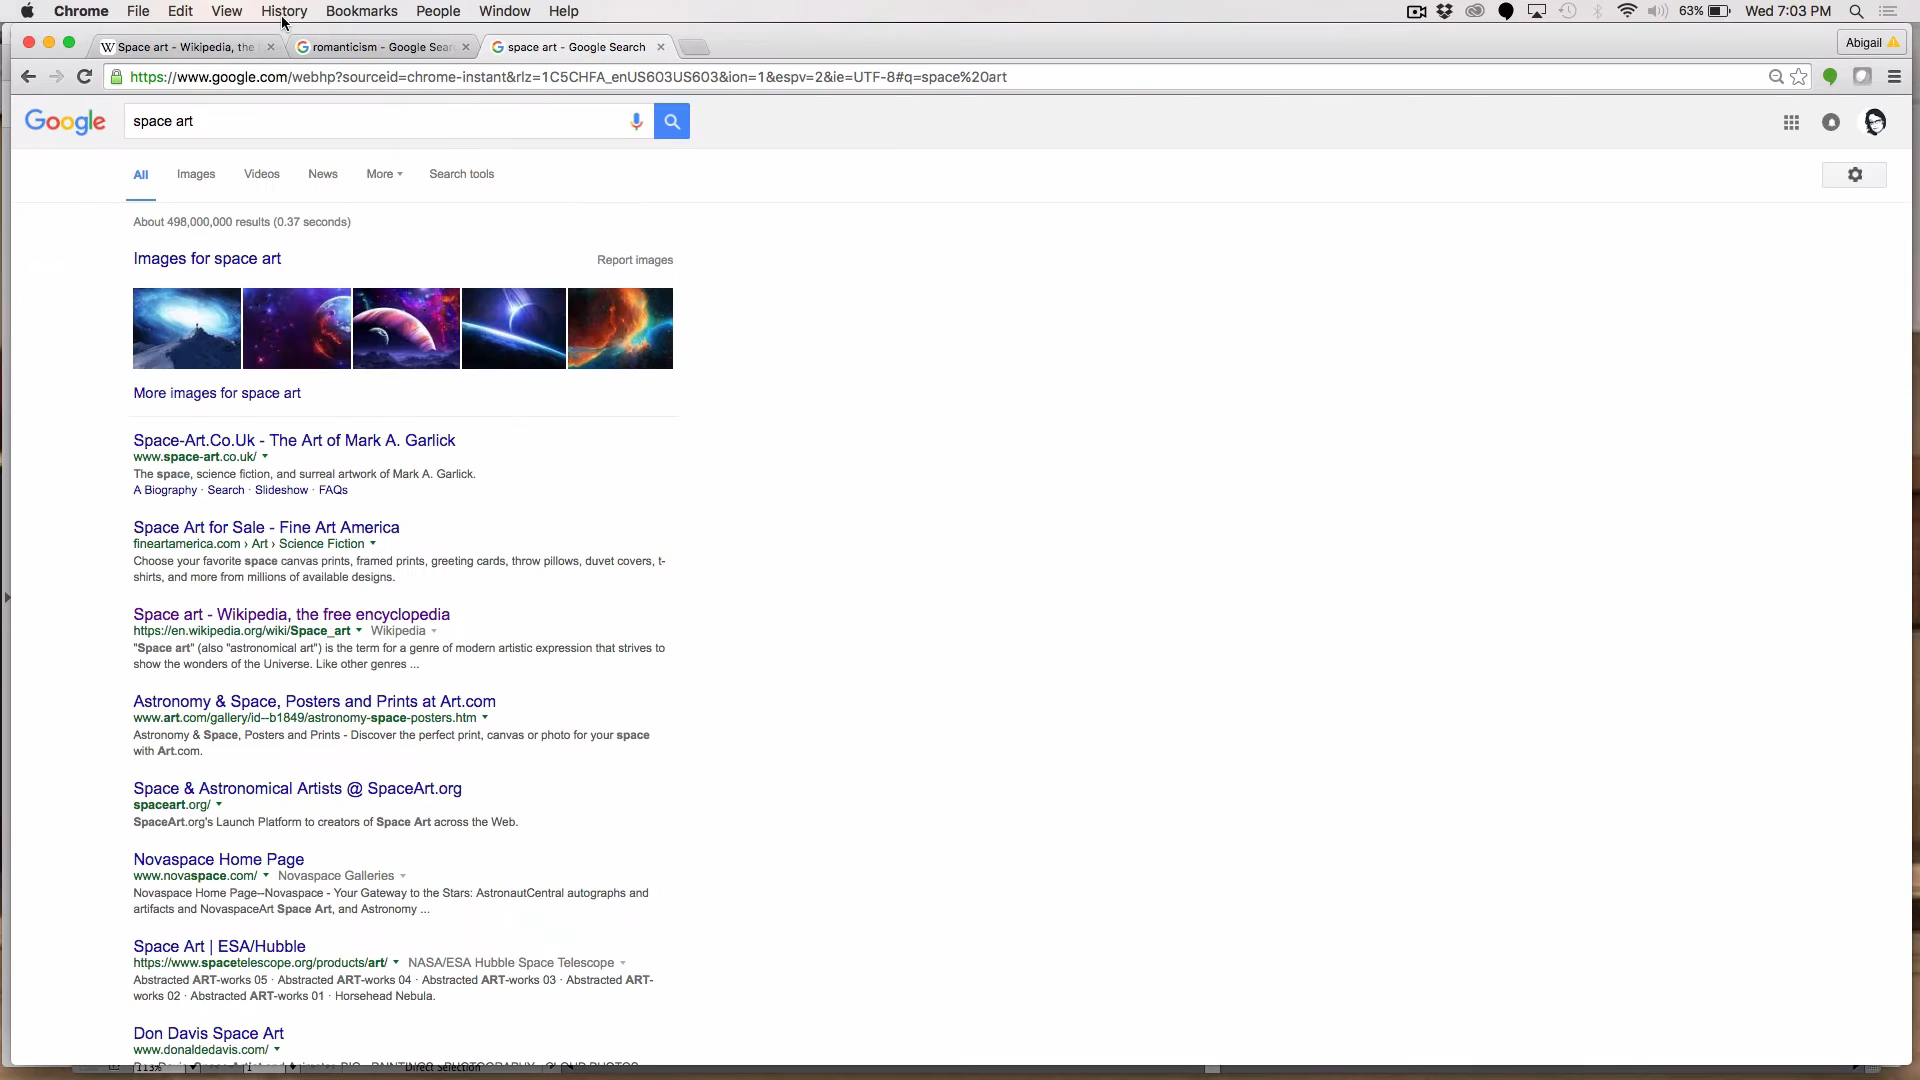 Chrome File Edit View History Bookmarks People Window Help 63% Wed 7:03 PM
Space art - Wikipedia, the romanticism - Google Sear space art - Google Search Abigail
https://www.google.com/webhp?sourceid=chrome-instant&rlz=1C5CHFA_enUS603US603&ion=1&espv=2&ie=UTF-8#q=space%20art
Google space art
All Images Videos News More Search tools
About 498,000,000 results (0.37 seconds)
Images for space art Report images
More images for space art
Space-Art.Co.Uk - The Art of Mark A. Garlick
www.space-art.co.uk/
The space, science fiction, and surreal artwork of Mark A. Garlick.
A Biography · Search · Slideshow · FAQs
Space Art for Sale - Fine Art America
fineartamerica.com › Art › Science Fiction
Choose your favorite space canvas prints, framed prints, greeting cards, throw pillows, duvet covers, t-
shirts, and more from millions of available designs.
Space art - Wikipedia, the free encyclopedia
https://en.wikipedia.org/wiki/Space_art Wikipedia
"Space art" (also "astronomical art") is the term for a genre of modern artistic expression that strives to
show the wonders of the Universe. Like other genres ...
Astronomy & Space, Posters and Prints at Art.com
www.art.com/gallery/id--b1849/astronomy-space-posters.htm
Astronomy & Space, Posters and Prints - Discover the perfect print, canvas or photo for your space
with Art.com.
Space & Astronomical Artists @ SpaceArt.org
spaceart.org/
SpaceArt.org's Launch Platform to creators of Space Art across the Web.
Novaspace Home Page
www.novaspace.com/ Novaspace Galleries
Novaspace Home Page--Novaspace - Your Gateway to the Stars: AstronautCentral autographs and
artifacts and NovaspaceArt Space Art, and Astronomy ...
Space Art | ESA/Hubble
https://www.spacetelescope.org/products/art/ NASA/ESA Hubble Space Telescope
Abstracted ART-works 05 · Abstracted ART-works 04 · Abstracted ART-works 03 · Abstracted ART-
works 02 · Abstracted ART-works 01 · Horsehead Nebula.
Don Davis Space Art
www.donaldedavis.com/
113% 1 Direct Selection